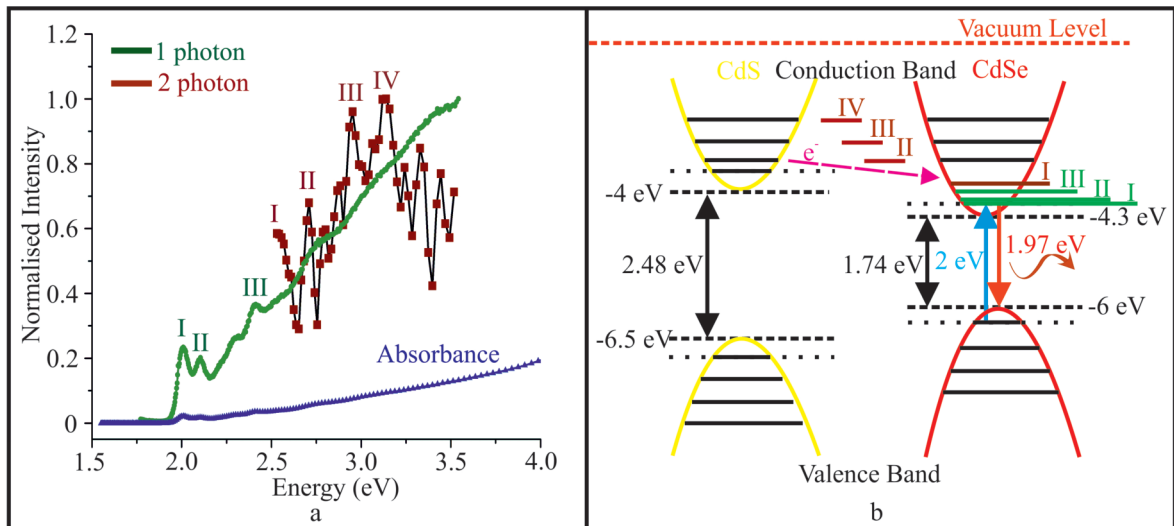 1.2
1.0
0.8
0.6
0.4
0.2
0
Normalised Intensity
1 photon
2 photon
I
II
III
IV
I
II
III
Absorbance
1.5
2.0
2.5
3.0
3.5
4.0
Energy (eV)
a
Vacuum Level
CdS
Conduction Band
CdSe
IV
III
II
e-
I
III
II
I
-4 eV
-4.3 eV
2.48 eV
1.74 eV
2 eV
1.97 eV
-6 eV
-6.5 eV
Valence Band
b